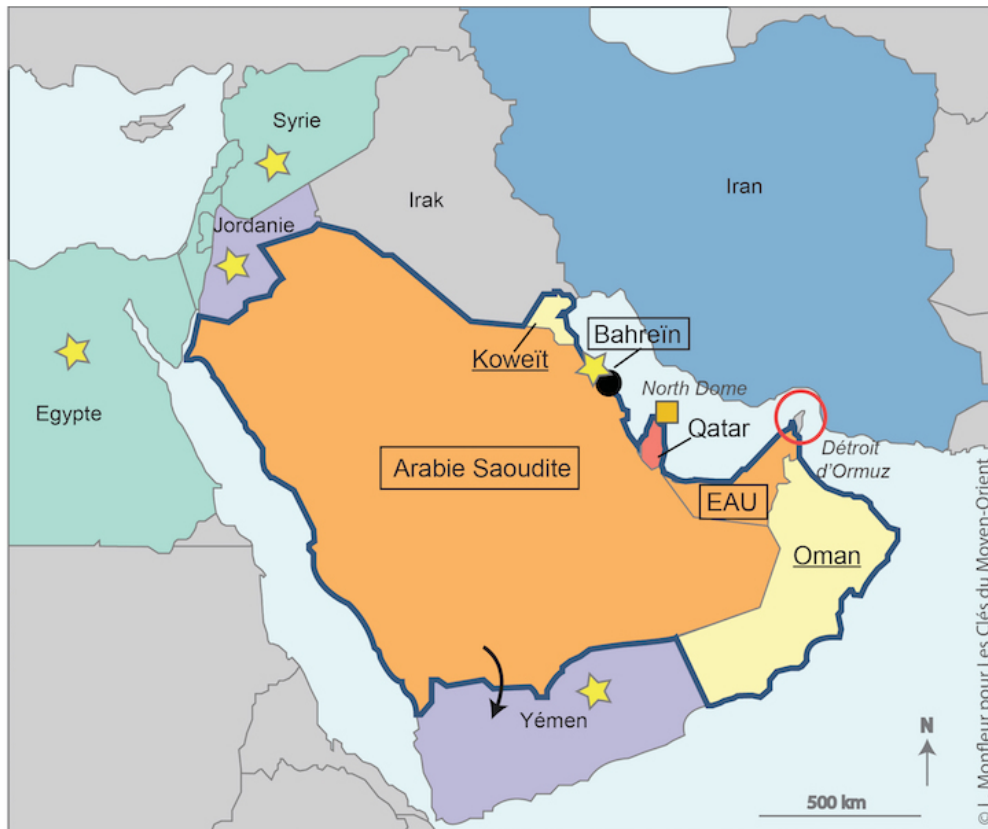 Syrie
Iran
Irak
Jordanie
Bahreïn
Koweït
North Dome
Egypte
Qatar
Détroit
d'Ormuz
Arabie Saoudite
EAU
Oman
Yémen
N
500 km
© J. Monfleur pour Les Clés du Moyen-Orient